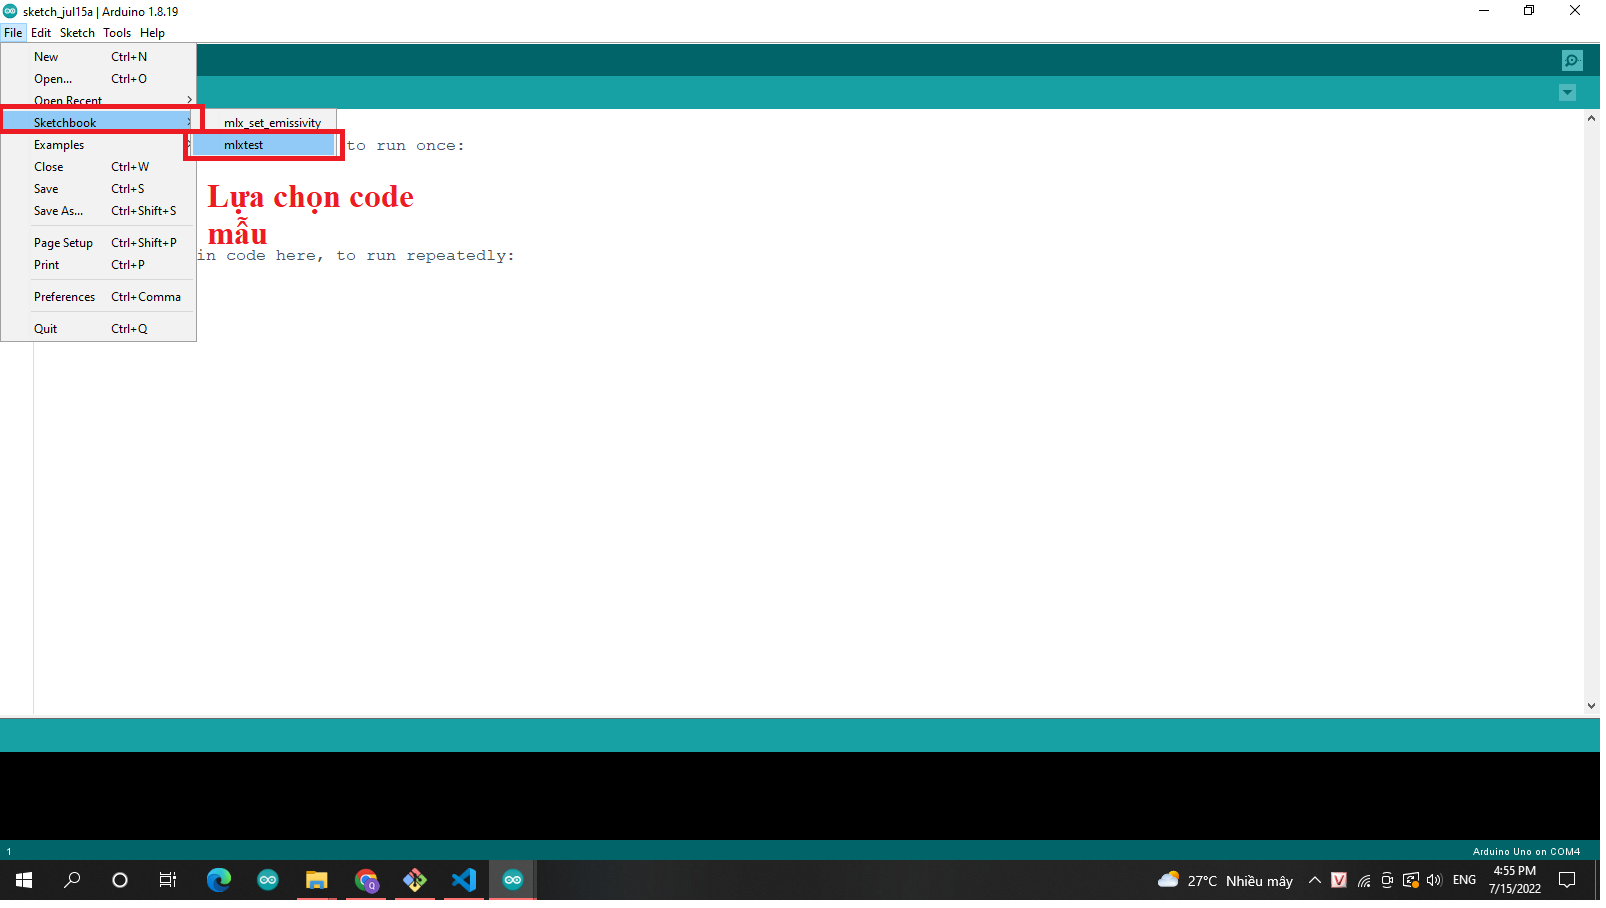 sketch_jul15a | Arduino 1.8.19
File Edit Sketch Tools Help
New Ctrl+N
Open... Ctrl+O
Open Recent
Sketchbook
mlx_set_emissivity
Examples
mlxtest
to run once:
Close Ctrl+W
Save Ctrl+S
Save As... Ctrl+Shift+S
Lựa chọn code
mẫu
Page Setup Ctrl+Shift+P
in code here, to run repeatedly:
Print Ctrl+P
Preferences Ctrl+Comma
Quit Ctrl+Q
1
Arduino Uno on COM4
27°C Nhiều mây
ENG
4:55 PM
7/15/2022